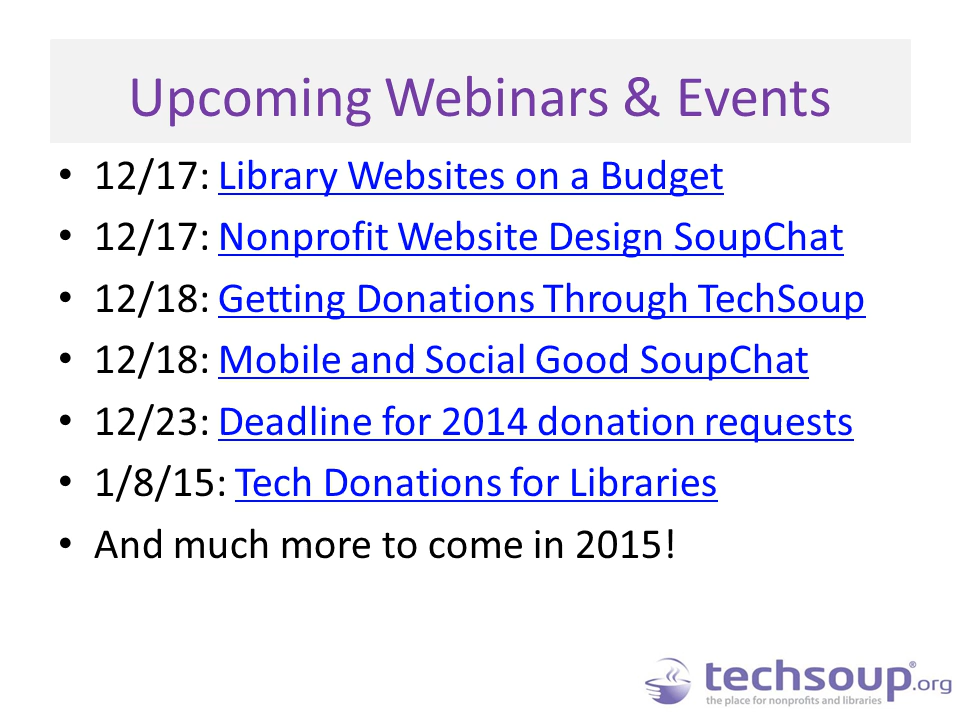 Upcoming Webinars & Events
• 12/17: Library Websites on a Budget
• 12/17: Nonprofit Website Design SoupChat
• 12/18: Getting Donations Through TechSoup
• 12/18: Mobile and Social Good SoupChat
• 12/23: Deadline for 2014 donation requests
• 1/8/15: Tech Donations for Libraries
• And much more to come in 2015!
techsoup®.org
the place for nonprofits and libraries